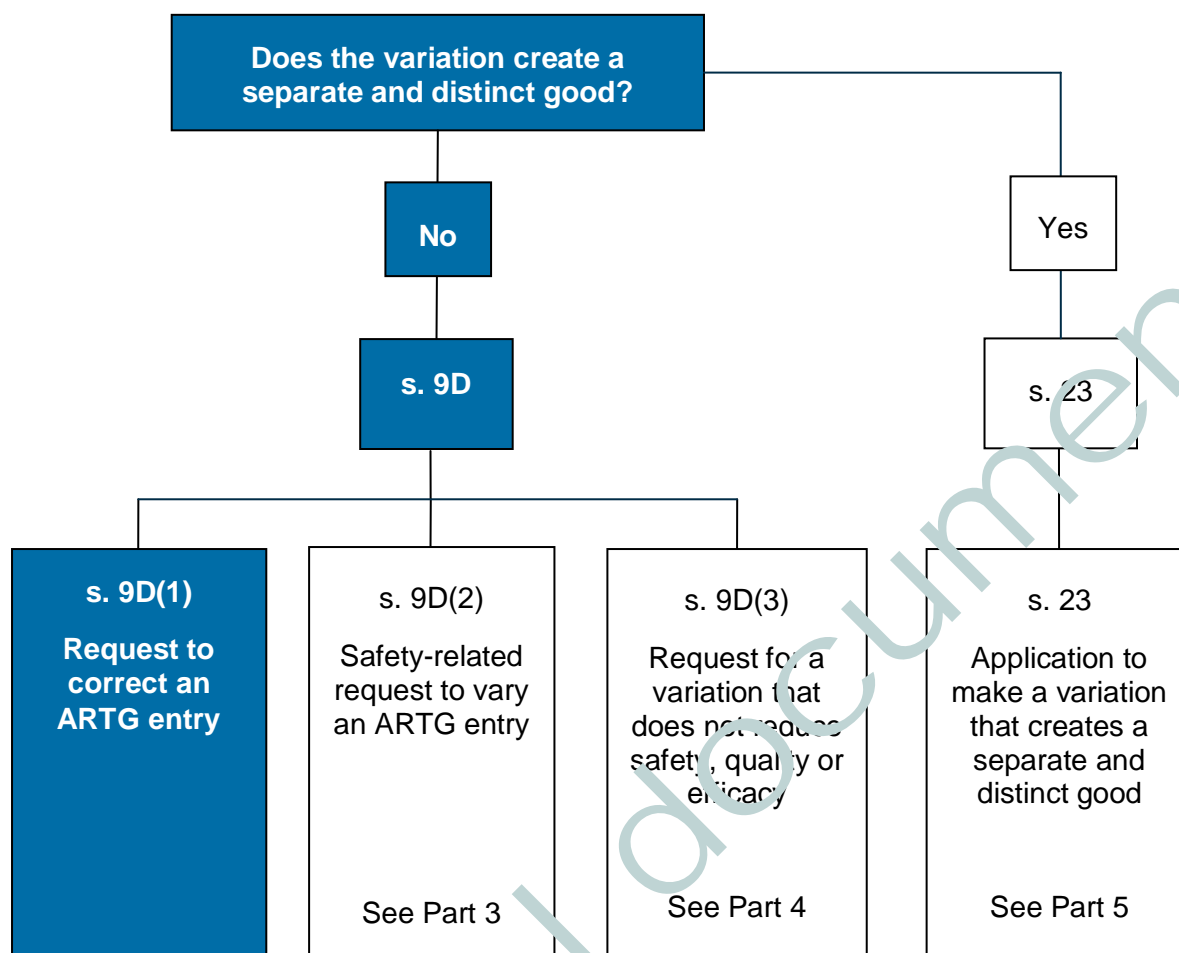 Does the variation create a
separate and distinct good?
No
Yes
s. 9D
s. 23
s. 9D(1)
Request to
correct an
ARTG entry
s. 9D(2)
Safety-related
request to vary
an ARTG entry
See Part 3
s. 9D(3)
Request for a
variation that
does not reduce
safety, quality or
efficacy
See Part 4
s. 23
Application to
make a variation
that creates a
separate and
distinct good
See Part 5
l documen